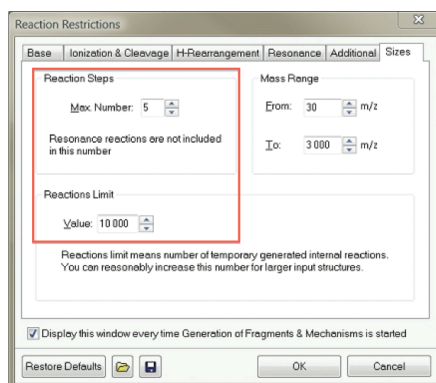 Reaction Restrictions
Base
Ionization & Cleavage
H-Rearrangement
Resonance
Additional
Sizes
Reaction Steps
Max. Number: 5
Resonance reactions are not included
in this number
Mass Range
From: 30 m/z
To: 3 000 m/z
Reactions Limit
Value: 10 000
Reactions limit means number of temporary generated internal reactions.
You can reasonably increase this number for larger input structures.
Display this window every time Generation of Fragments & Mechanisms is started
Restore Defaults
OK
Cancel